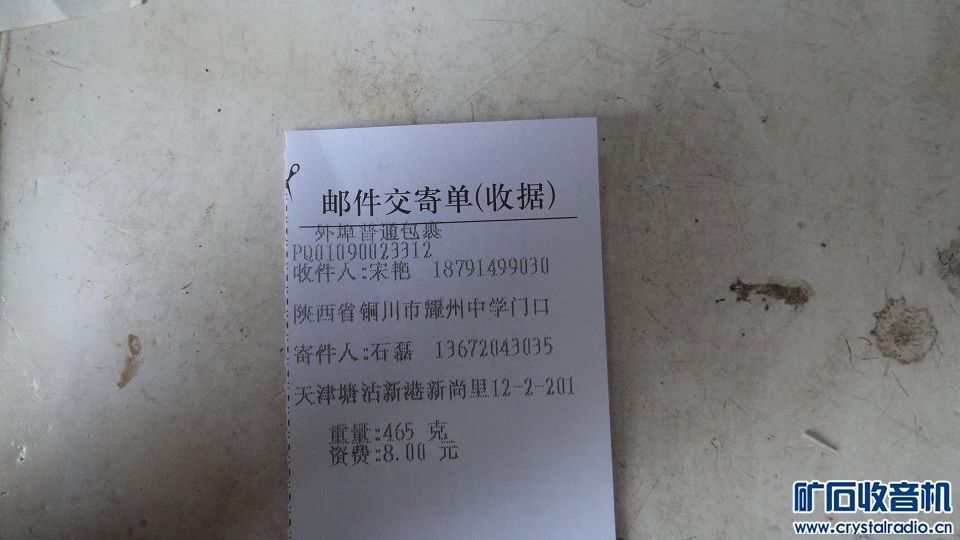 邮件交寄单(收据)
外埠普通包裹
PQ01090023312
收件人:宋艳 18791499030
陕西省铜川市耀州中学门口
寄件人:石磊 13672043035
天津塘沽新港新尚里12-2-201
重量:465 克
资费:8.00 元
矿石收音机
www.crystalradio.cn